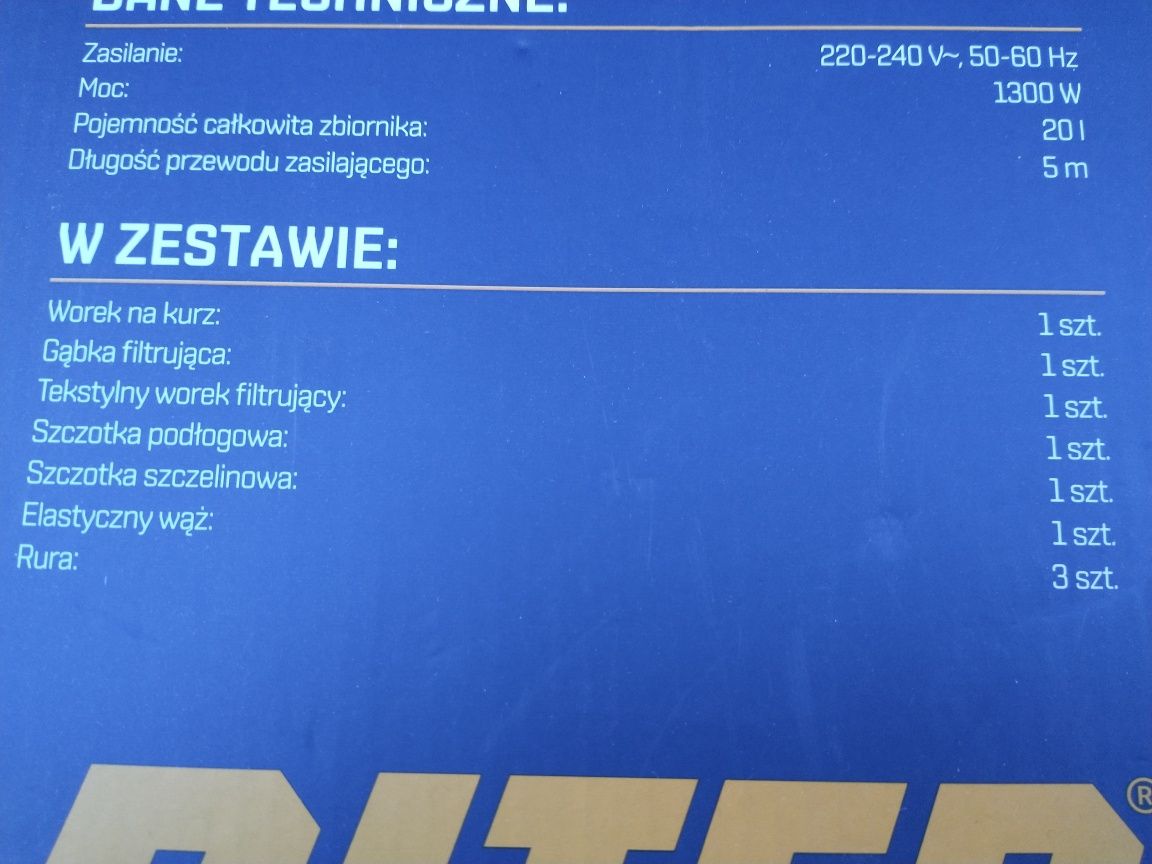 DANE TECHNICZNE:
Zasilanie: 220-240 V~, 50-60 Hz
Moc: 1300 W
Pojemność całkowita zbiornika: 20 l
Długość przewodu zasilającego: 5 m
W ZESTAWIE:
Worek na kurz: 1 szt.
Gąbka filtrująca: 1 szt.
Tekstylny worek filtrujący: 1 szt.
Szczotka podłogowa: 1 szt.
Szczotka szczelinowa: 1 szt.
Elastyczny wąż: 1 szt.
Rura: 3 szt.
®